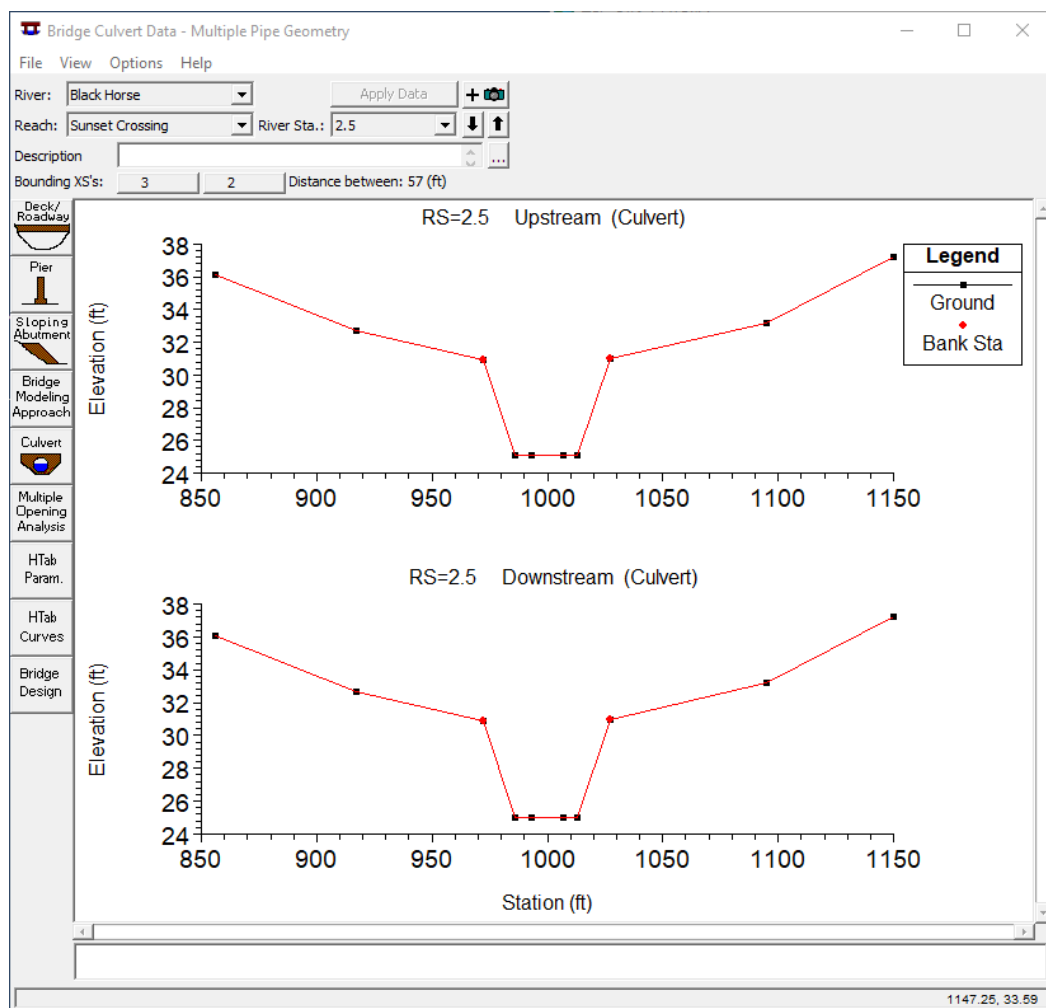 Bridge Culvert Data - Multiple Pipe Geometry
File View Options Help
River: Black Horse Apply Data +
Reach: Sunset Crossing River Sta.: 2.5
Description ...
Bounding XS's: 3 2 Distance between: 57 (ft)
Deck/
Roadway
Pier
Sloping
Abutment
Bridge
Modeling
Approach
Culvert
Multiple
Opening
Analysis
HTab
Param.
HTab
Curves
Bridge
Design
RS=2.5 Upstream (Culvert)
Elevation (ft)
38
36
34
32
30
28
26
24
850 900 950 1000 1050 1100 1150
Legend
Ground
Bank Sta
RS=2.5 Downstream (Culvert)
Elevation (ft)
38
36
34
32
30
28
26
24
850 900 950 1000 1050 1100 1150
Station (ft)
1147.25, 33.59